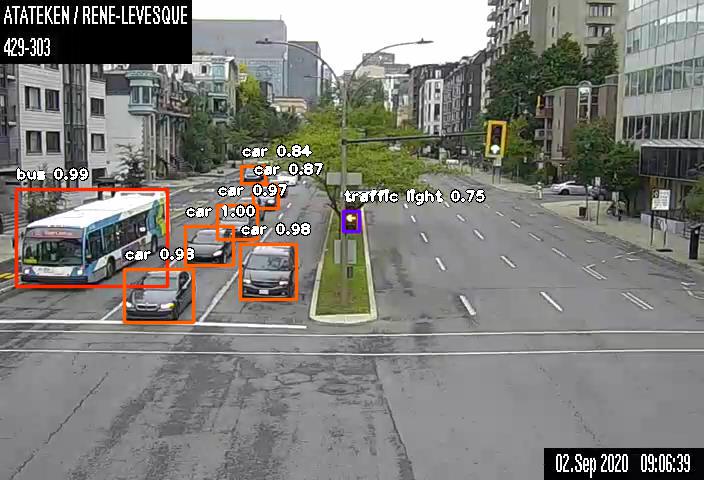 ATATEKEN / RENE-LEVESQUE
429-303
car 0.84
car 0.87
bus 0.99
car 0.97
traffic light 0.75
car 1.00
car 0.98
car 0.93
02.Sep 2020 09:06:39